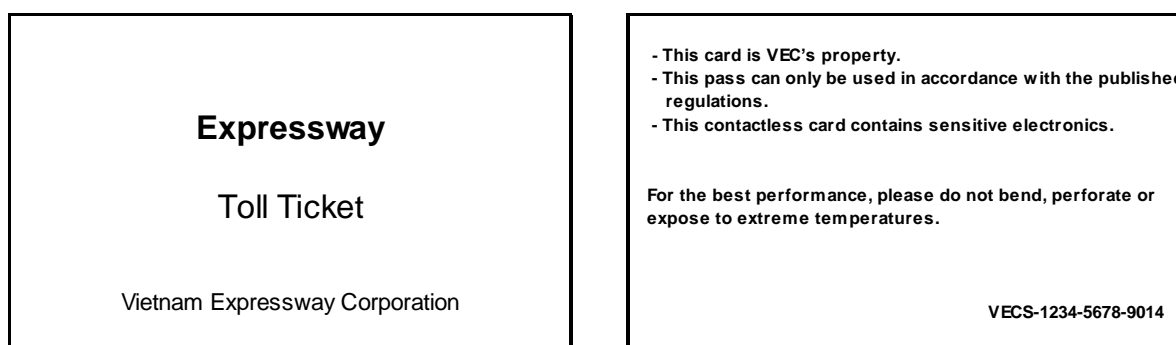 Expressway
Toll Ticket
Vietnam Expressway Corporation
- This card is VEC’s property.
- This pass can only be used in accordance with the published
regulations.
- This contactless card contains sensitive electronics.
For the best performance, please do not bend, perforate or
expose to extreme temperatures.
VECS-1234-5678-9014